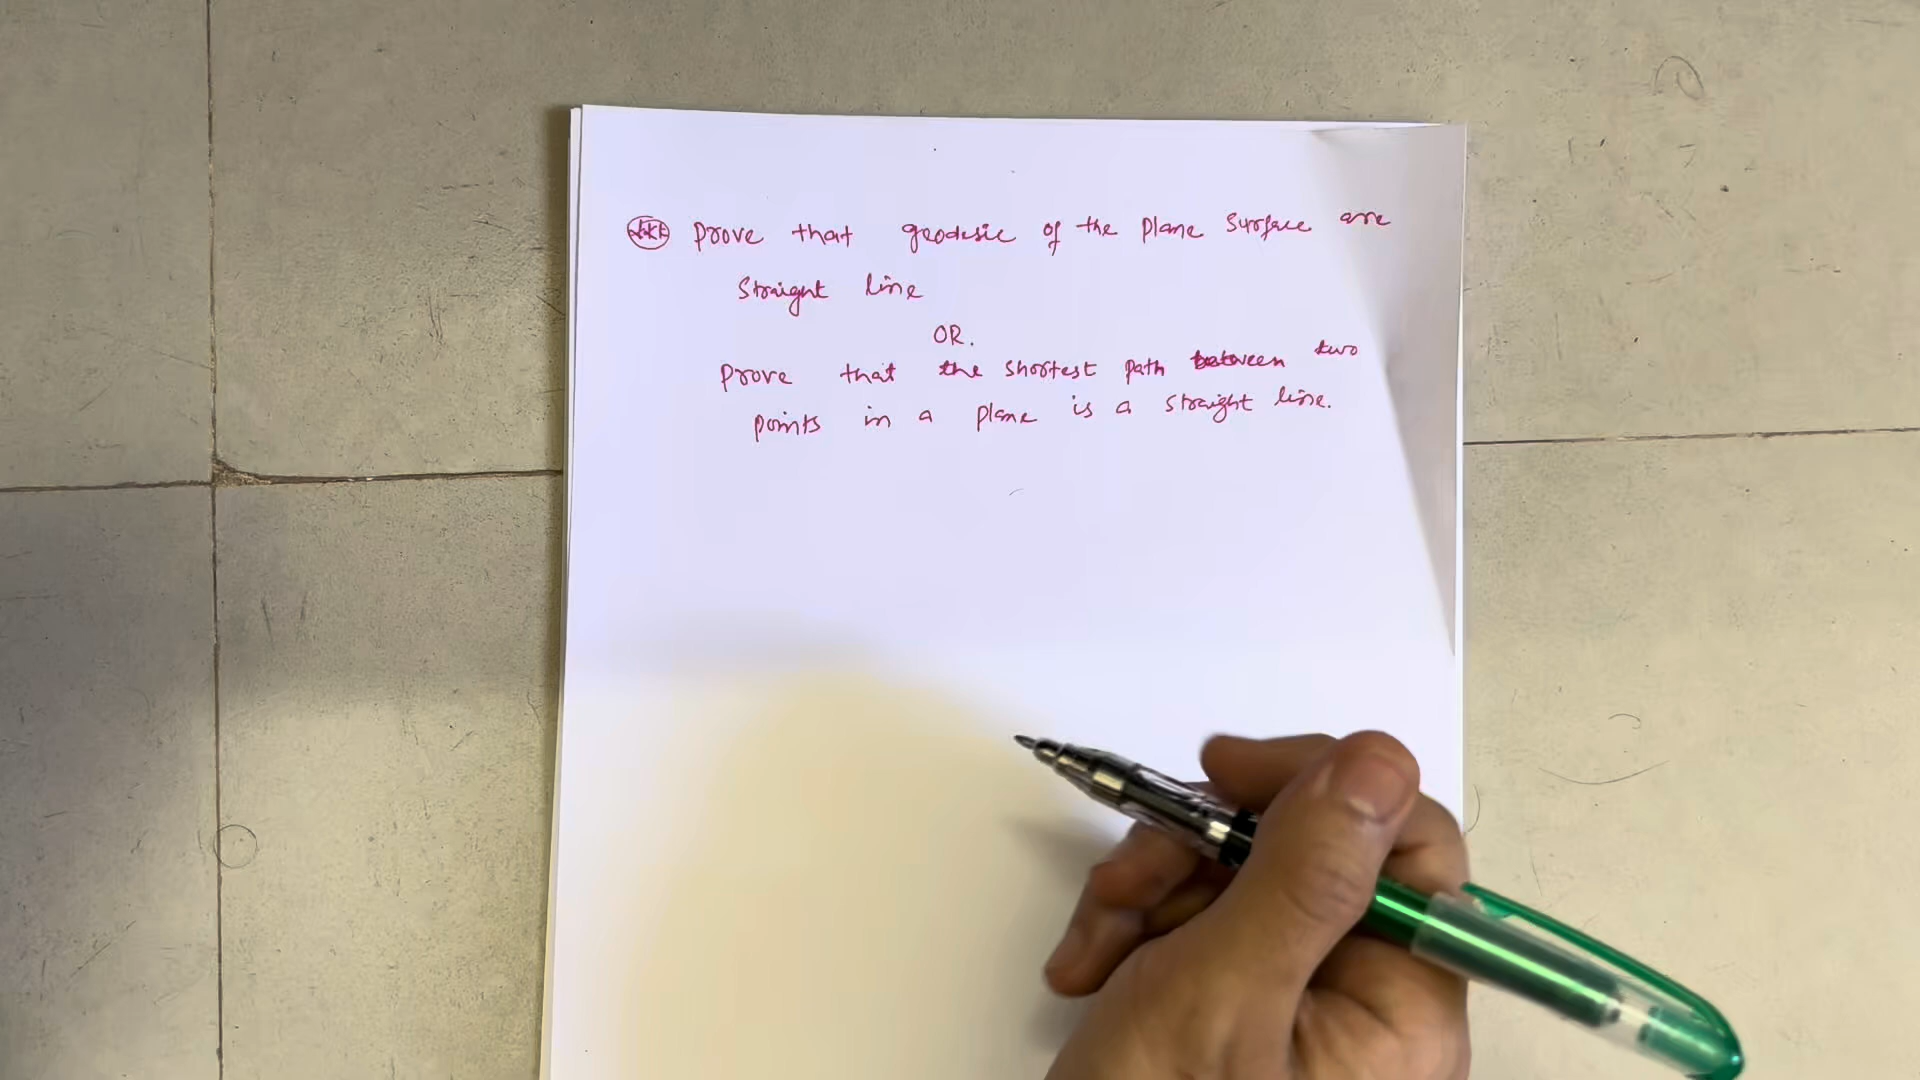 Prove that geodesic of the plane surface are
straight line
OR.
Prove that the shortest path between two
points in a plane is a straight line.